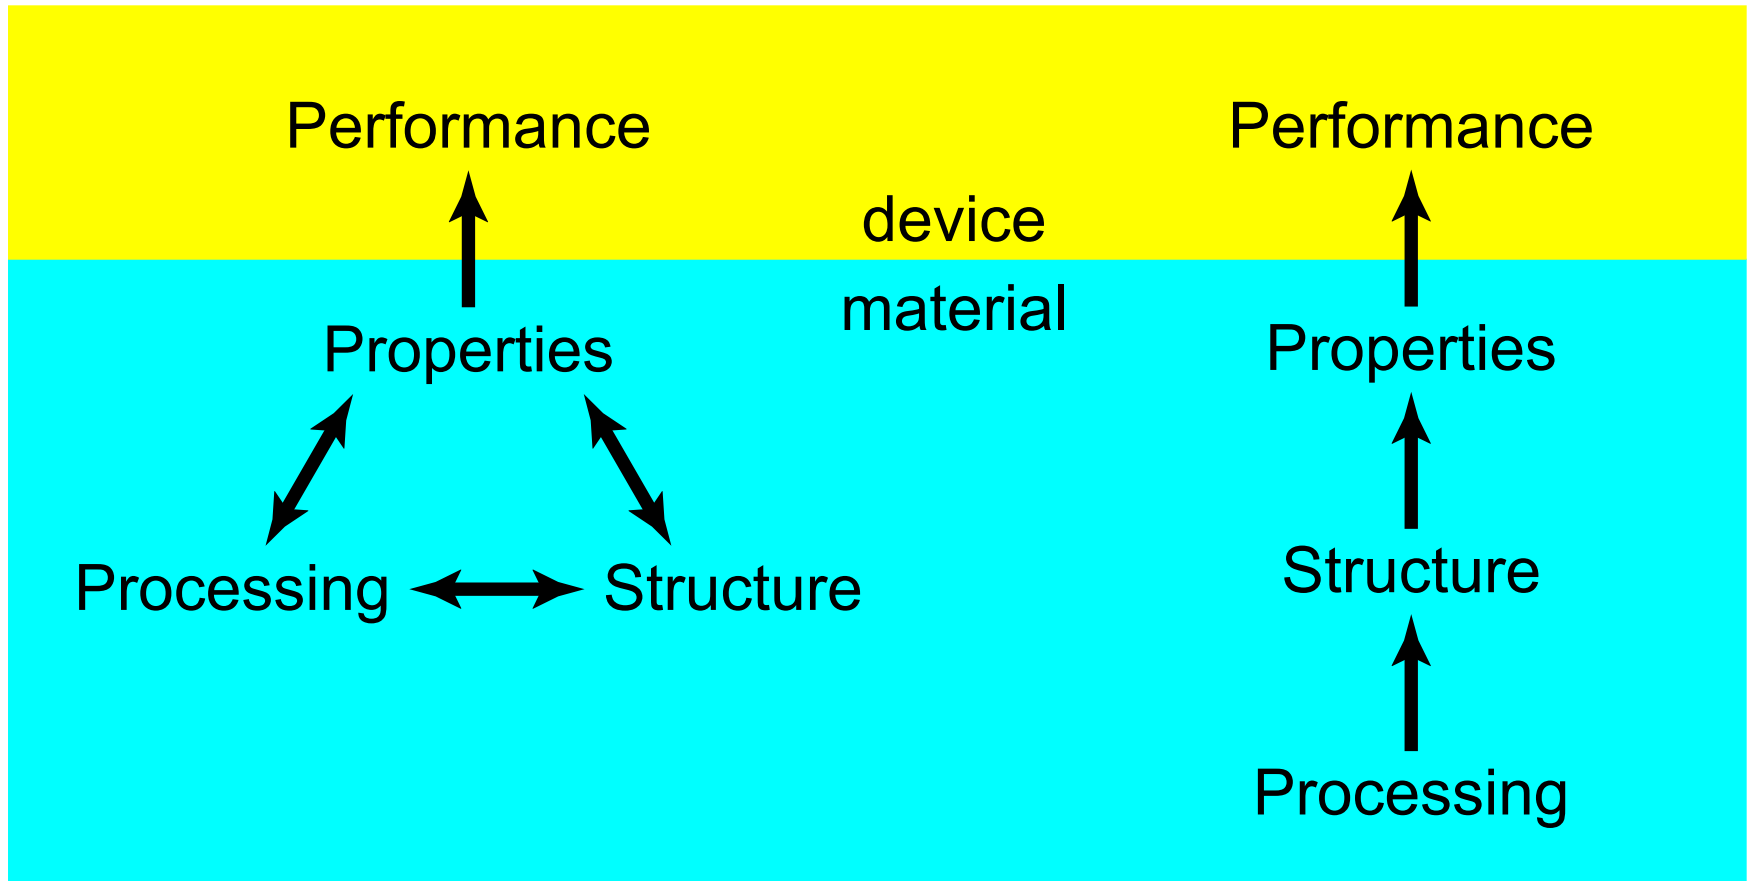 Performance
Performance
device
material
Properties
Properties
Processing
Structure
Structure
Processing